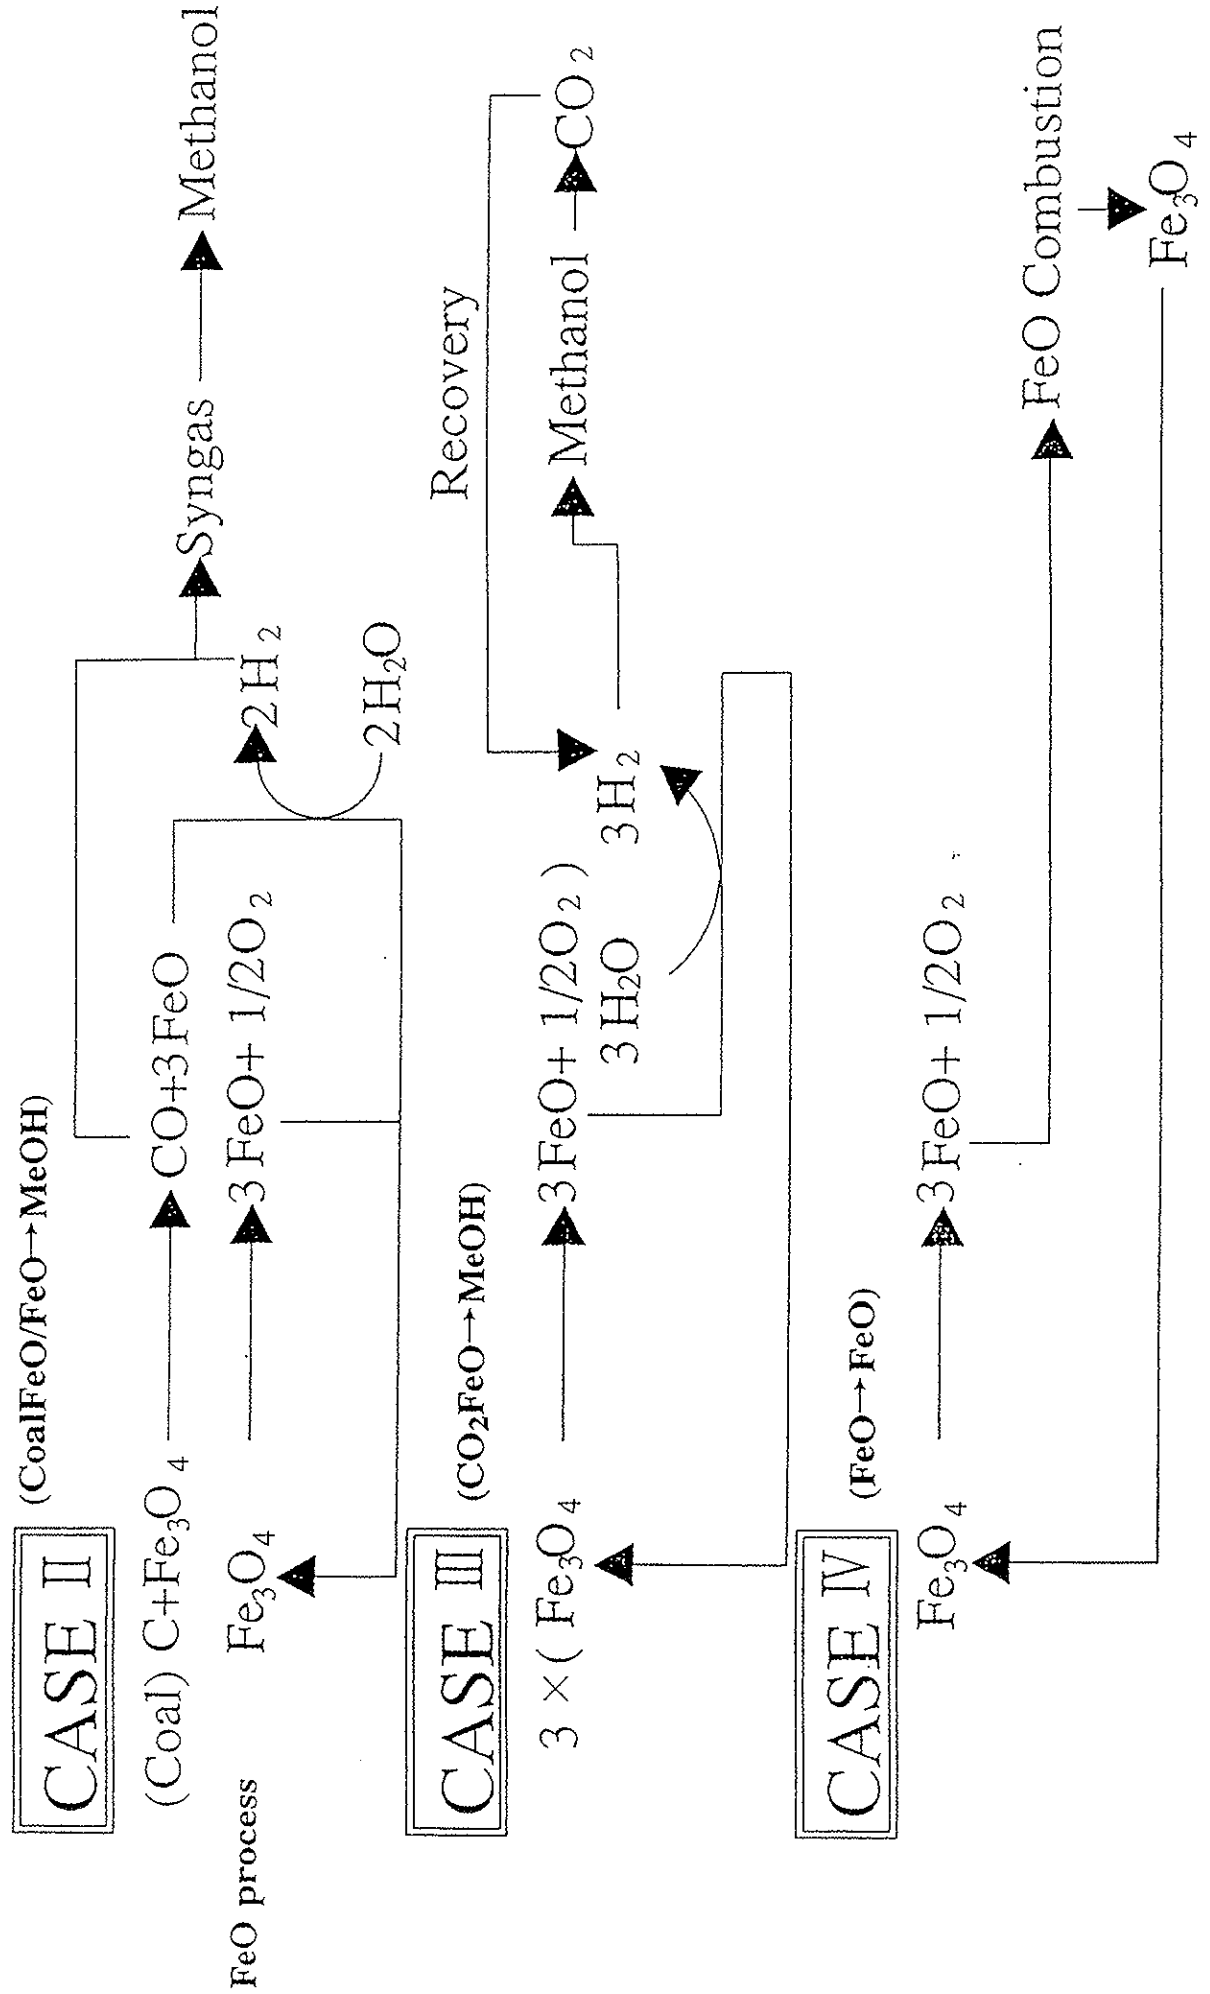 CASE II (CoalFeO/FeO→MeOH)
(Coal) C+Fe₃O₄ CO+3FeO Syngas Methanol
2H₂
FeO process Fe₃O₄ 3FeO+ 1/2O₂
2H₂O
CASE III (CO₂FeO→MeOH)
Recovery
3 ×( Fe₃O₄ 3FeO+ 1/2O₂ ) Methanol CO₂
3H₂O 3H₂
CASE IV (FeO→FeO)
Fe₃O₄ 3FeO+ 1/2O₂
FeO Combustion
Fe₃O₄